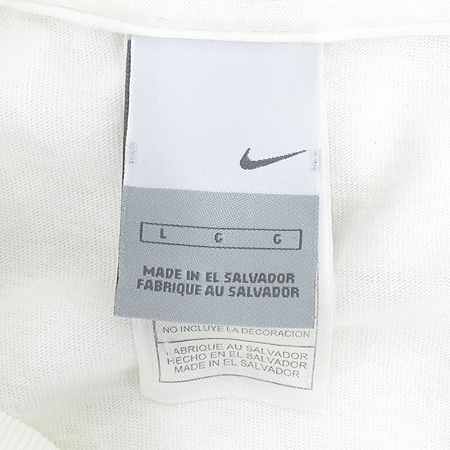 L G G
MADE IN EL SALVADOR
FABRIQUE AU SALVADOR
NO INCLUYE LA DECORACION
FABRIQUE AU SALVADOR
HECHO EN EL SALVADOR
MADE IN EL SALVADOR